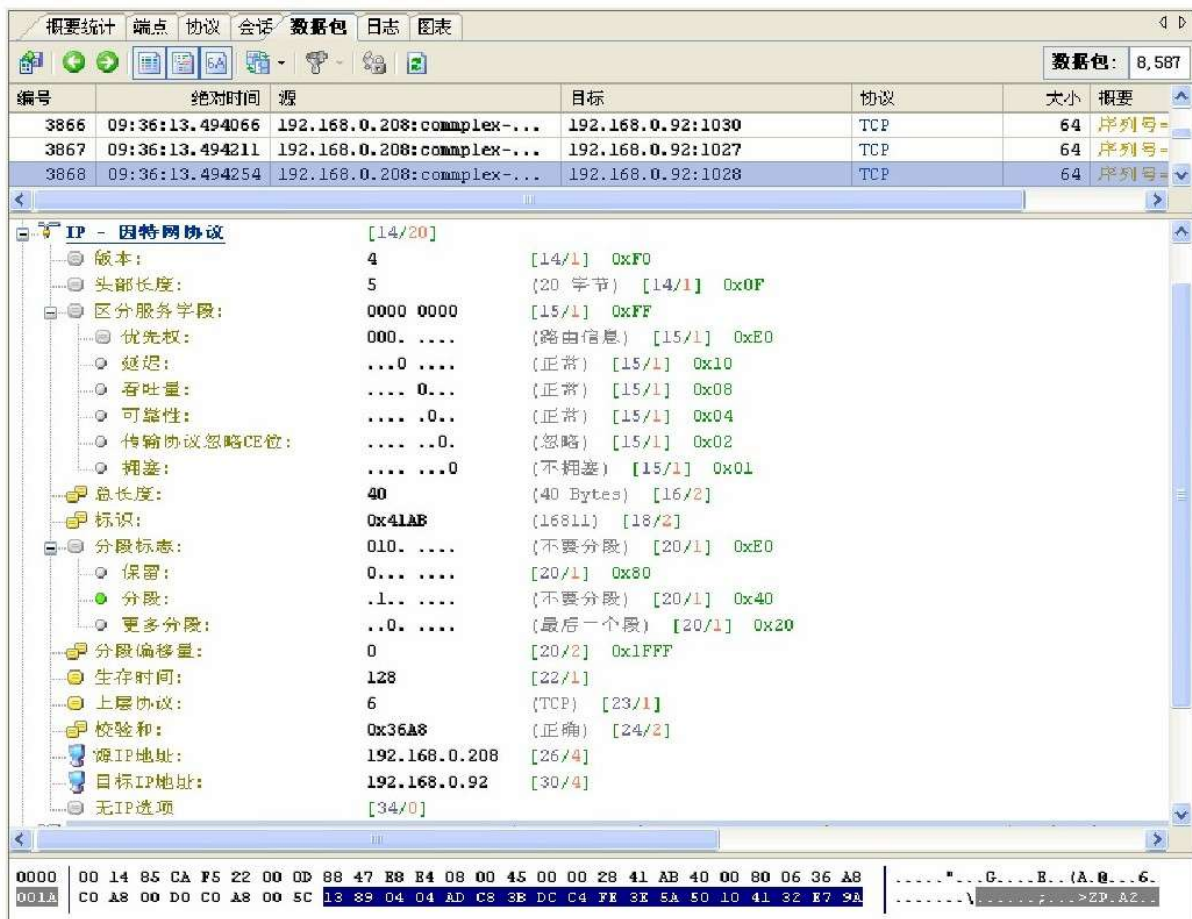 概要统计 端点 协议 会话 数据包 日志 图表
数据包: 8,587
编号 绝对时间 源 目标 协议 大小 概要
3866 09:36:13.494066 192.168.0.208:commplex-... 192.168.0.92:1030 TCP 64 序列号=
3867 09:36:13.494211 192.168.0.208:commplex-... 192.168.0.92:1027 TCP 64 序列号=
3868 09:36:13.494254 192.168.0.208:commplex-... 192.168.0.92:1028 TCP 64 序列号=
IP - 因特网协议 [14/20]
版本: 4 [14/1] 0xF0
头部长度: 5 (20 字节) [14/1] 0x0F
区分服务字段: 0000 0000 [15/1] 0xFF
优先权: 000. .... (路由信息) [15/1] 0xE0
延迟: ...0 .... (正常) [15/1] 0x10
吞吐量: .... 0... (正常) [15/1] 0x08
可靠性: .... .0.. (正常) [15/1] 0x04
传输协议忽略CE位: .... ..0. (忽略) [15/1] 0x02
拥塞: .... ...0 (不拥塞) [15/1] 0x01
总长度: 40 (40 Bytes) [16/2]
标识: 0x41AB (16811) [18/2]
分段标志: 010. .... (不要分段) [20/1] 0xE0
保留: 0... .... [20/1] 0x80
分段: .1.. .... (不要分段) [20/1] 0x40
更多分段: ..0. .... (最后一个段) [20/1] 0x20
分段偏移量: 0 [20/2] 0x1FFF
生存时间: 128 [22/1]
上层协议: 6 (TCP) [23/1]
校验和: 0x36A8 (正确) [24/2]
源IP地址: 192.168.0.208 [26/4]
目标IP地址: 192.168.0.92 [30/4]
无IP选项 [34/0]
0000 00 14 85 CA F5 22 00 0D 88 47 E8 E4 08 00 45 00 00 28 41 AB 40 00 80 06 36 A8 ....."...G....E..(A.@...6.
001A C0 A8 00 D0 C0 A8 00 5C 13 89 04 04 AD C8 3B DC C4 FE 3E 5A 50 10 41 32 E7 9A .......\......;...>ZP.A2..